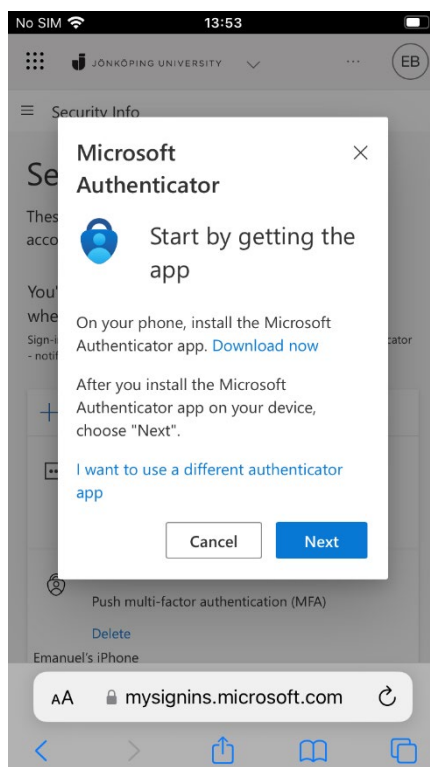 No SIM 13:53
JÖNKÖPING UNIVERSITY ... EB
Security Info
Microsoft
Authenticator
Se
Start by getting the
app
Thes
acco
You'
whe
On your phone, install the Microsoft
Authenticator app. Download now
Sign-i
cator
- notif
After you install the Microsoft
Authenticator app on your device,
choose "Next".
I want to use a different authenticator
app
Cancel Next
Push multi-factor authentication (MFA)
Delete
Emanuel's iPhone
AA mysignins.microsoft.com